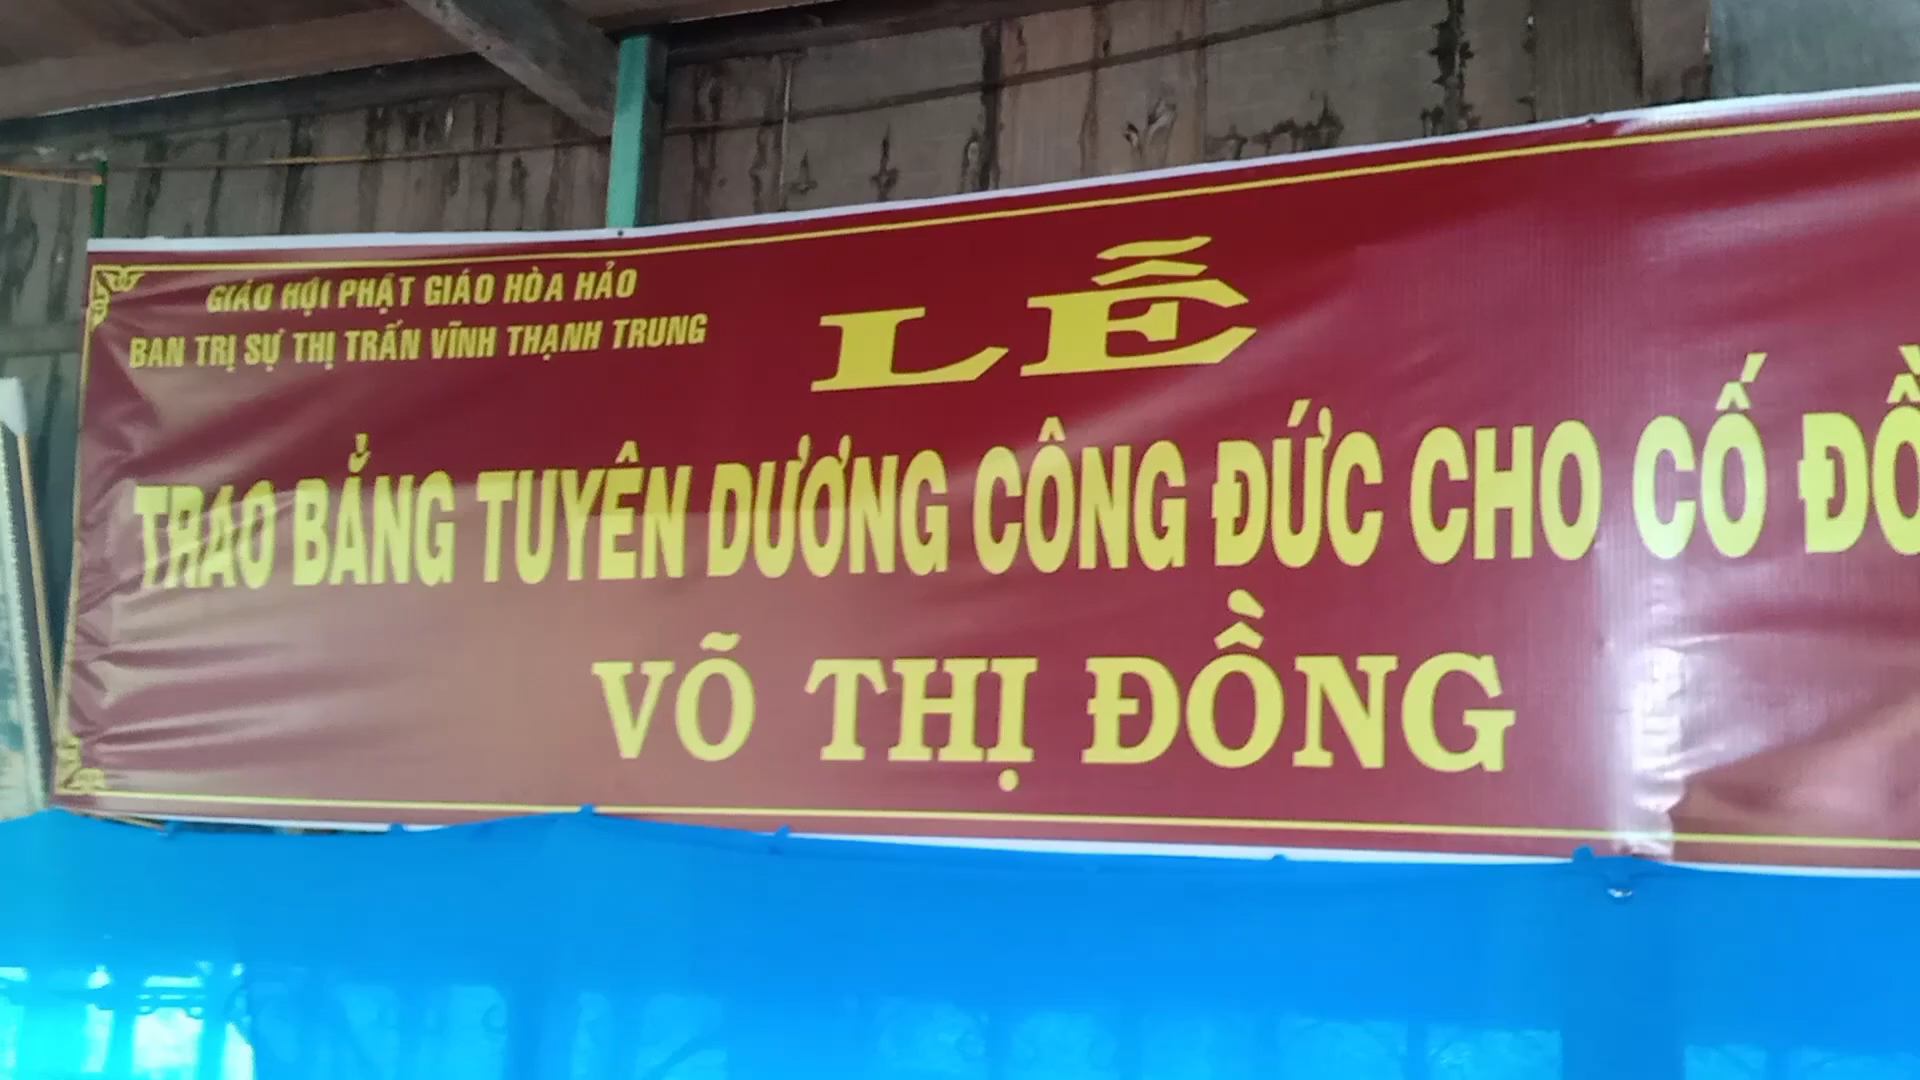 GIÁO HỘI PHẬT GIÁO HÒA HẢO
BAN TRỊ SỰ THỊ TRẤN VĨNH THẠNH TRUNG
LỄ
TRAO BẰNG TUYÊN DƯƠNG CÔNG ĐỨC CHO CỐ ĐỒ
VÕ THỊ ĐỒNG